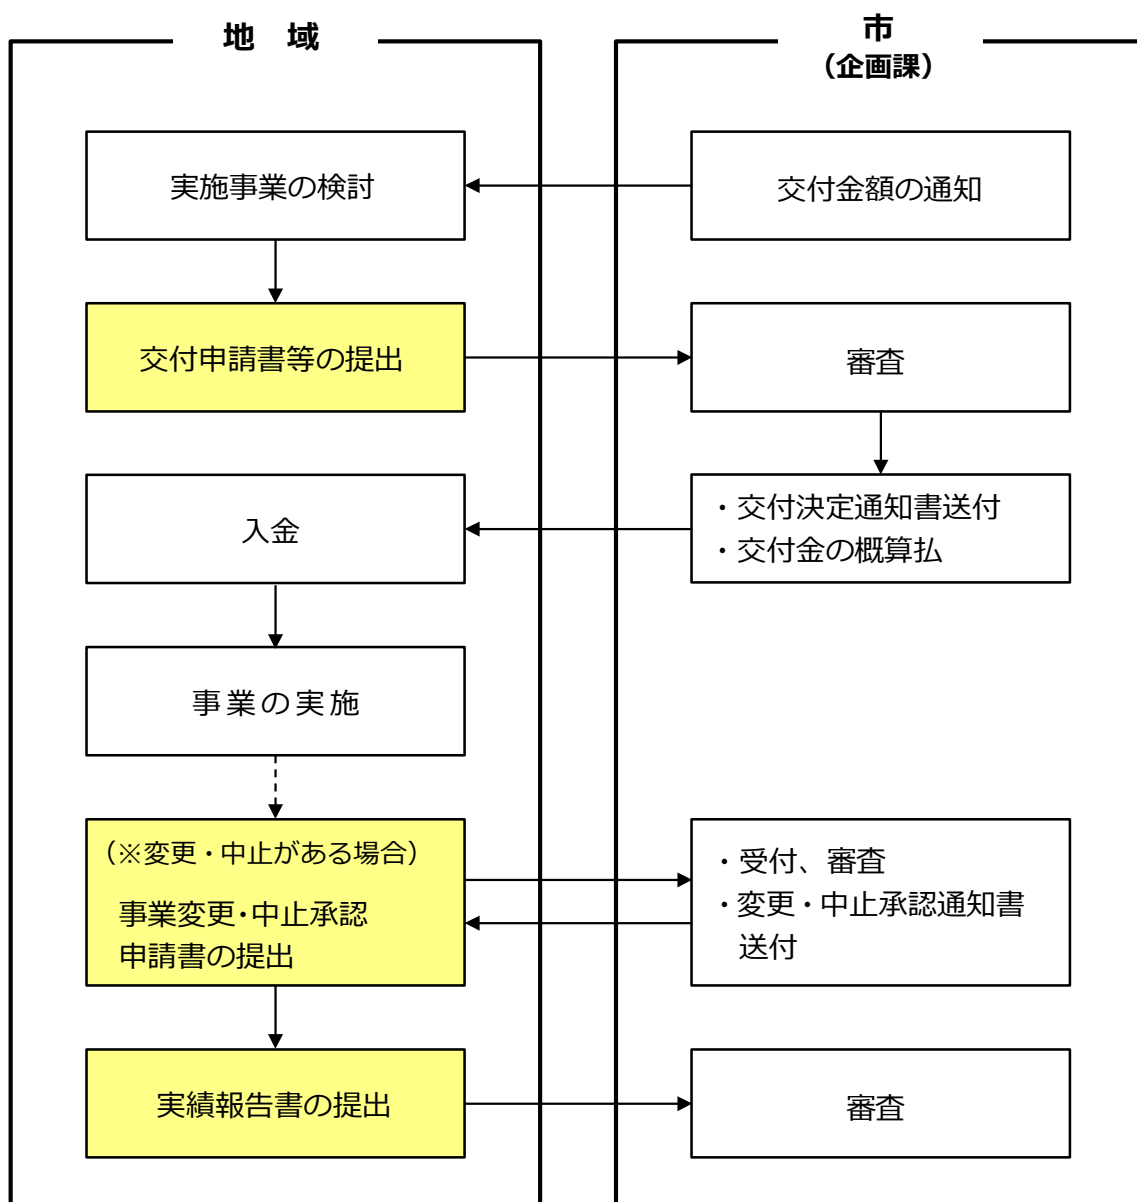 地 域
市
（企画課）
実施事業の検討
交付金額の通知
交付申請書等の提出
審査
入金
・交付決定通知書送付
・交付金の概算払
事業の実施
（※変更・中止がある場合）
事業変更・中止承認
申請書の提出
・受付、審査
・変更・中止承認通知書
送付
実績報告書の提出
審査